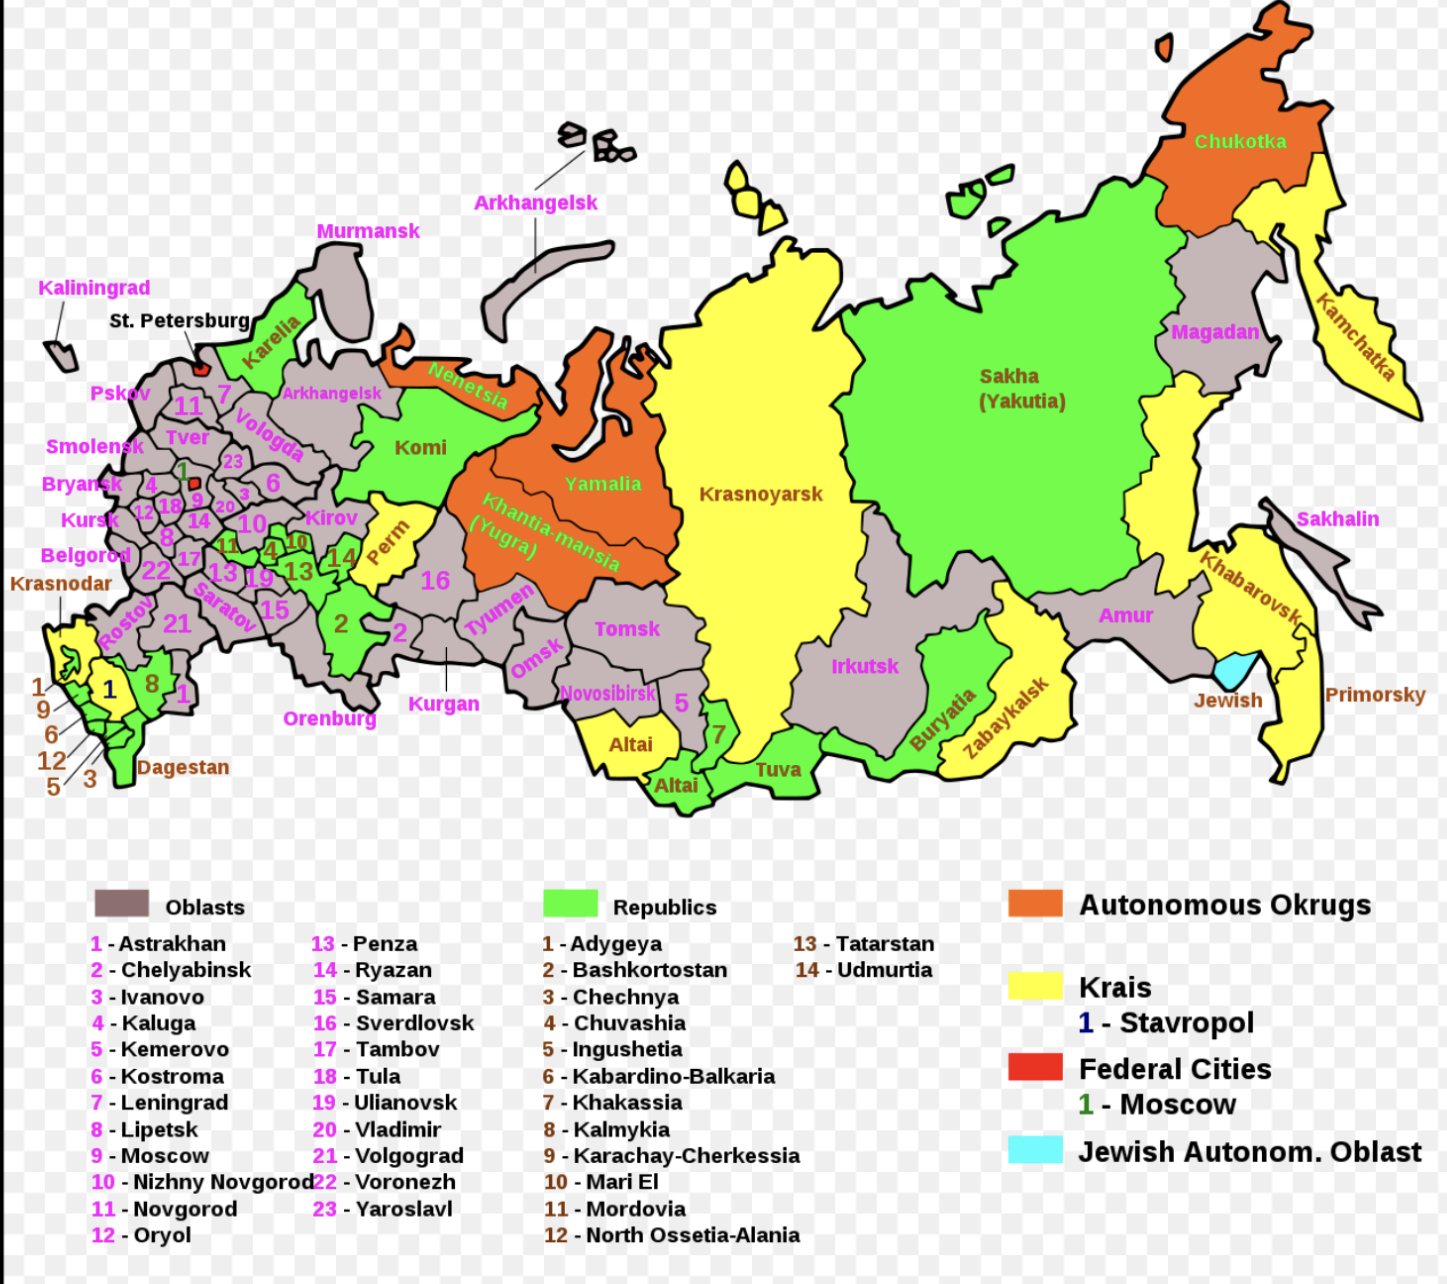 Chukotka
Arkhangelsk
Murmansk
Kaliningrad
St. Petersburg
Karelia
Kamchatka
Magadan
Pskov
7
Arkhangelsk
Nenetsia
Sakha
(Yakutia)
11
Vologda
Tver
Smolensk
Komi
23
1
Bryansk
4
6
Yamalia
Krasnoyarsk
9
3
12
18
20
Khantia-mansia
(Yugra)
Kursk
14
10
Kirov
Perm
Sakhalin
8
11
4
10
Belgorod
17
14
22
13
19
13
16
Khabarovsk
Krasnodar
Saratov
15
Tyumen
Rostov
21
2
2
Tomsk
Amur
Omsk
Irkutsk
1
1
8
1
Novosibirsk
5
Jewish
Primorsky
9
Orenburg
Kurgan
Buryatia
Zabaykalsk
6
7
Altai
12
3
5
Dagestan
Altai
Tuva
Oblasts
1 - Astrakhan
2 - Chelyabinsk
3 - Ivanovo
4 - Kaluga
5 - Kemerovo
6 - Kostroma
7 - Leningrad
8 - Lipetsk
9 - Moscow
10 - Nizhny Novgorod
11 - Novgorod
12 - Oryol
13 - Penza
14 - Ryazan
15 - Samara
16 - Sverdlovsk
17 - Tambov
18 - Tula
19 - Ulianovsk
20 - Vladimir
21 - Volgograd
22 - Voronezh
23 - Yaroslavl
Republics
1 - Adygeya
2 - Bashkortostan
3 - Chechnya
4 - Chuvashia
5 - Ingushetia
6 - Kabardino-Balkaria
7 - Khakassia
8 - Kalmykia
9 - Karachay-Cherkessia
10 - Mari El
11 - Mordovia
12 - North Ossetia-Alania
13 - Tatarstan
14 - Udmurtia
Autonomous Okrugs
Krais
1 - Stavropol
Federal Cities
1 - Moscow
Jewish Autonom. Oblast